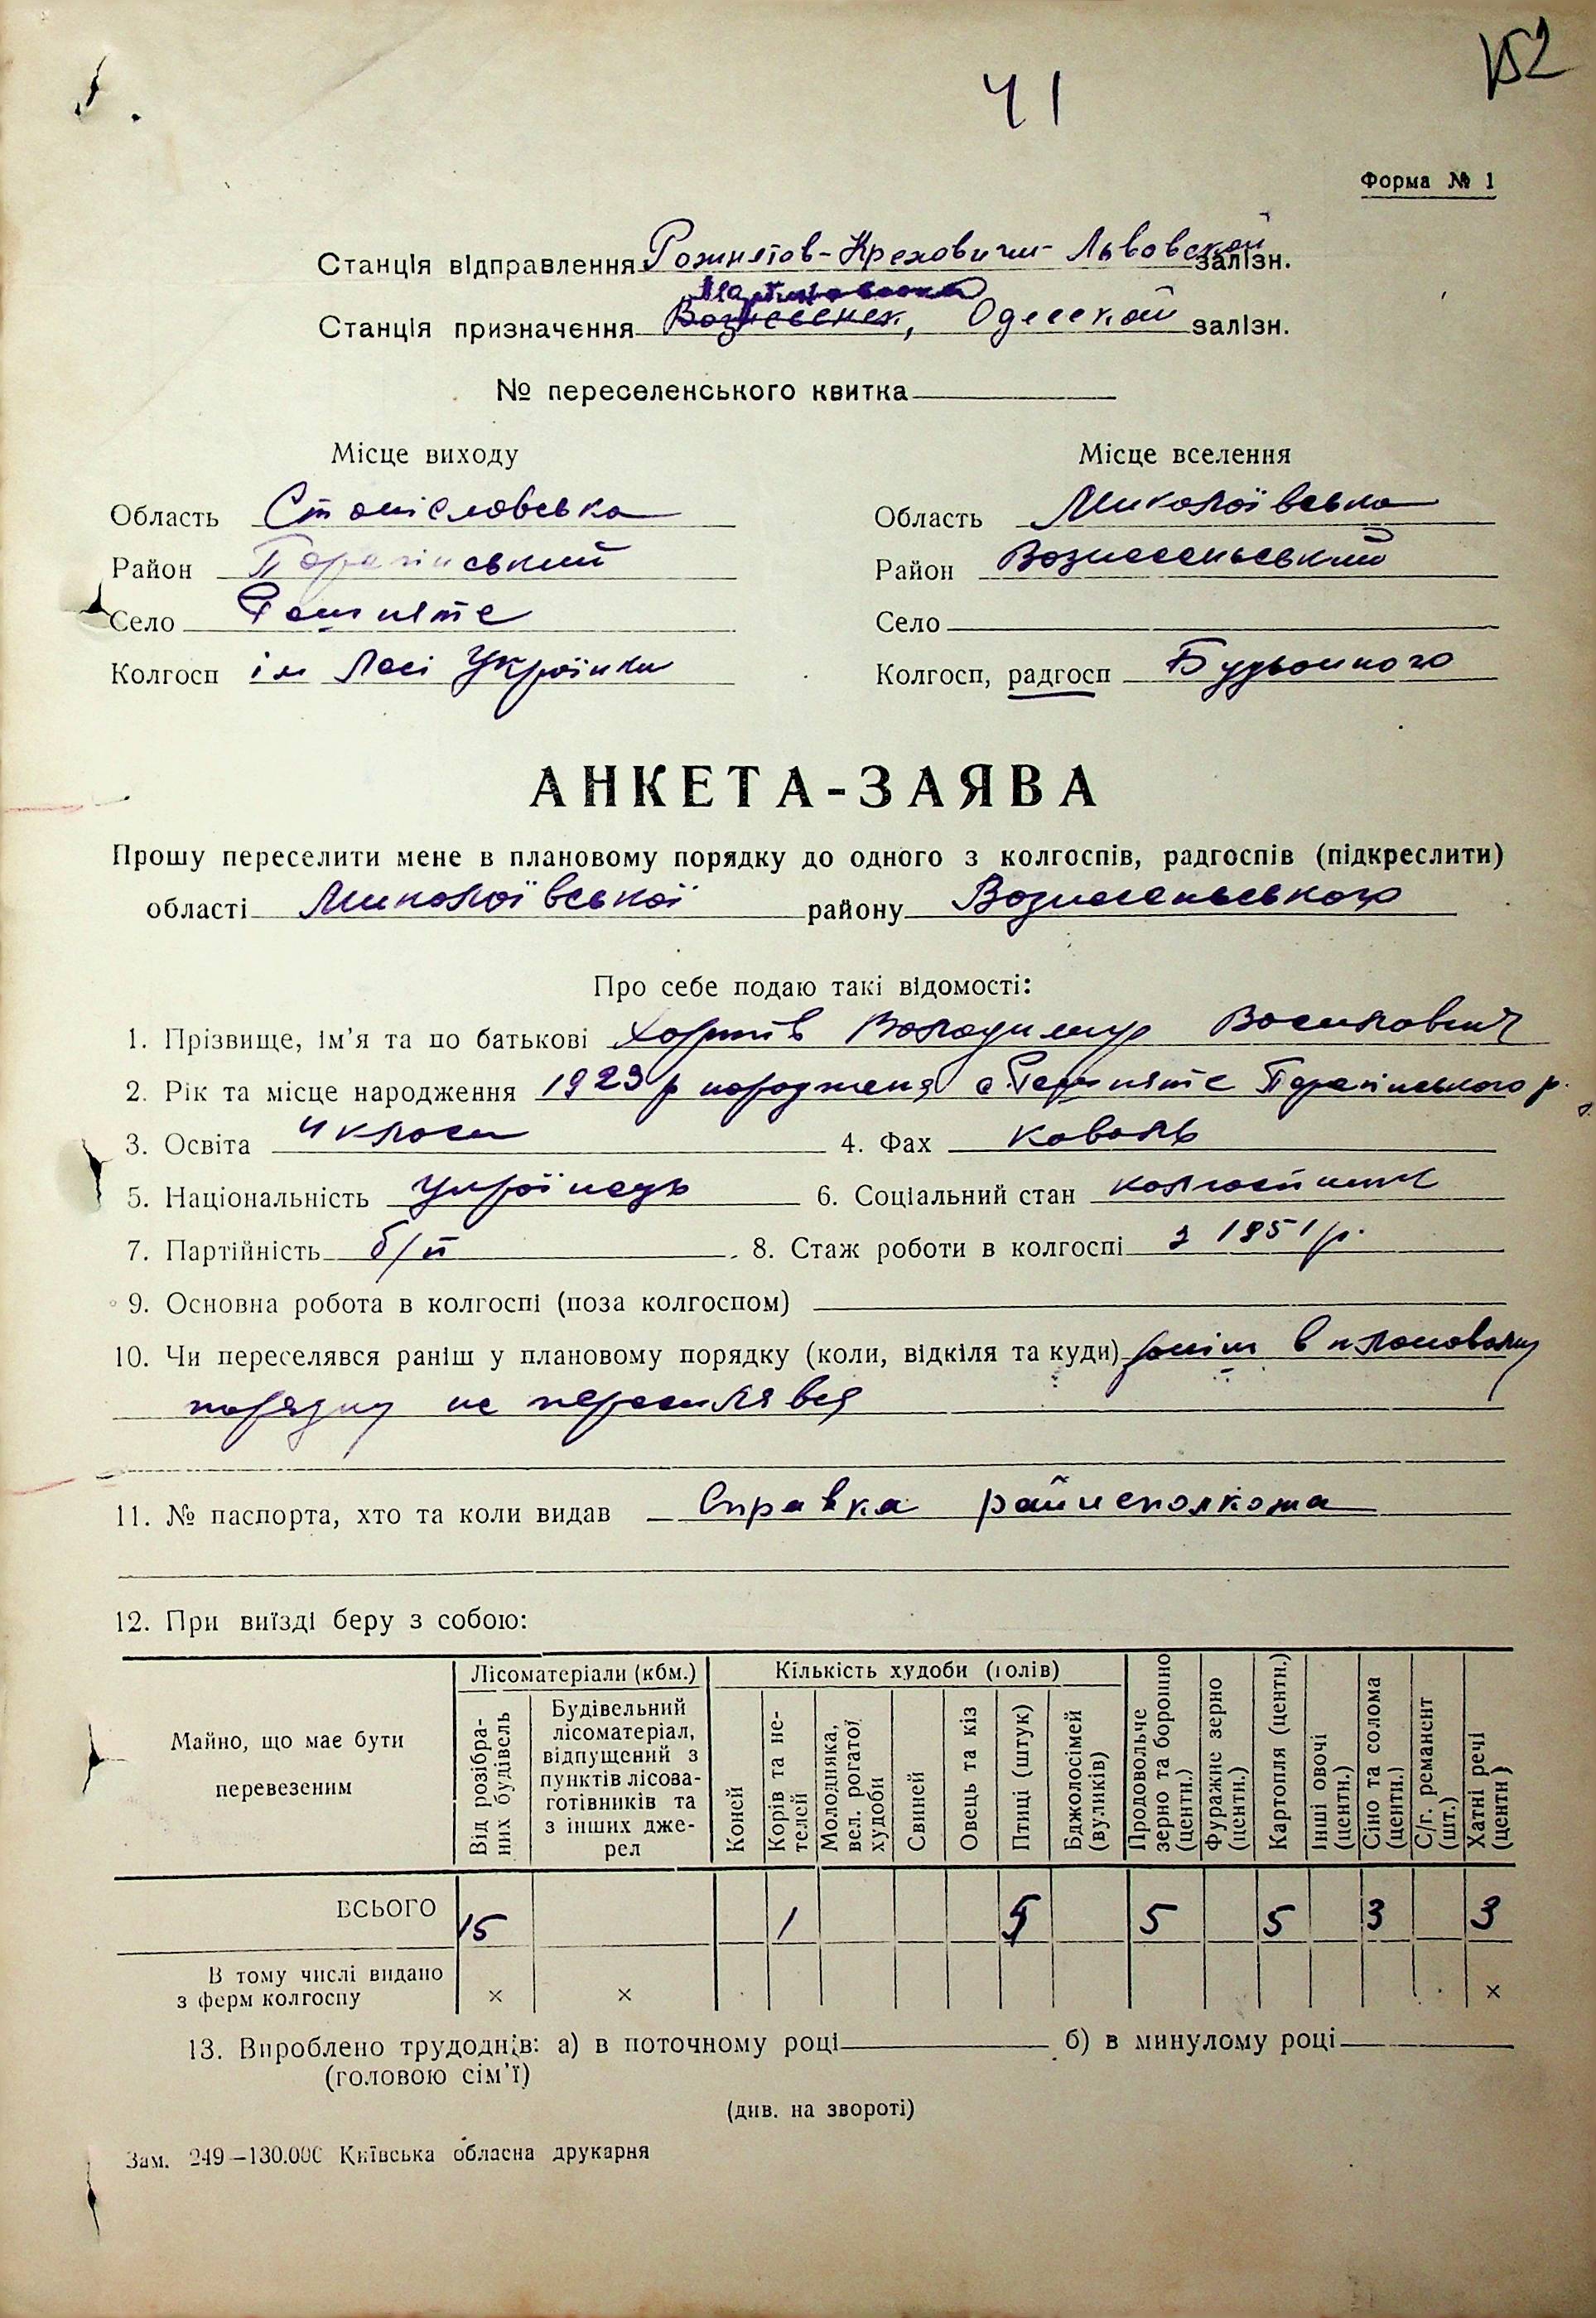 152
41
Форма № 1
Станція відправлення Рожнятов-Креховичи Львовской залізн.
Станція призначення Вознесенск, Мартыновская Одесской залізн.
№ переселенського квитка
Місце виходу
Місце вселення
Область Станіславська
Область Миколаївська
Район Перегінський
Район Вознесенський
Село
Село
Колгосп ім Лесі Українки
Колгосп, радгосп Будьоного
АНКЕТА-ЗАЯВА
Прошу переселити мене в плановому порядку до одного з колгоспів, радгоспів (підкреслити)
області Миколаївської району Вознесенського
Про себе подаю такі відомості:
1. Прізвище, ім'я та по батькові Володимир Васильович
2. Рік та місце народження 1923 р народженя с. Перегінського р.
3. Освіта 4 класи 4. Фах коваль
5. Національність Українець 6. Соціальний стан колгоспник
7. Партійність б/п 8. Стаж роботи в колгоспі з 1951 р.
9. Основна робота в колгоспі (поза колгоспом)
10. Чи переселявся раніш у плановому порядку (коли, відкіля та куди) раніш в плановому
порядку не переселявся
11. № паспорта, хто та коли видав Справка райисполкома
12. При виїзді беру з собою:
Майно, що має бути перевезеним
Лісоматеріали (кбм.)
Кількість худоби (голів)
Від розібраних будівель
Будівельний лісоматеріал, відпущений з пунктів лісозаготівників та з інших джерел
Коней
Корів та нетелей
Молодняка, вел. рогатої худоби
Свиней
Овець та кіз
Птиці (штук)
Бджолосімей (вуликів)
Продовольче зерно та борошно (центн.)
Фуражне зерно (центн.)
Картопля (центн.)
Інші овочі (центн.)
Сіно та солома (центн.)
С/г. реманент (шт.)
Хатні речі (центн)
ВСЬОГО 15 1 5 5 5 3 3
В тому числі видано з ферм колгоспу × × ×
13. Вироблено трудоднів: а) в поточному році б) в минулому році
(головою сім'ї)
(див. на звороті)
Зам. 249—130.000 Київська обласна друкарня